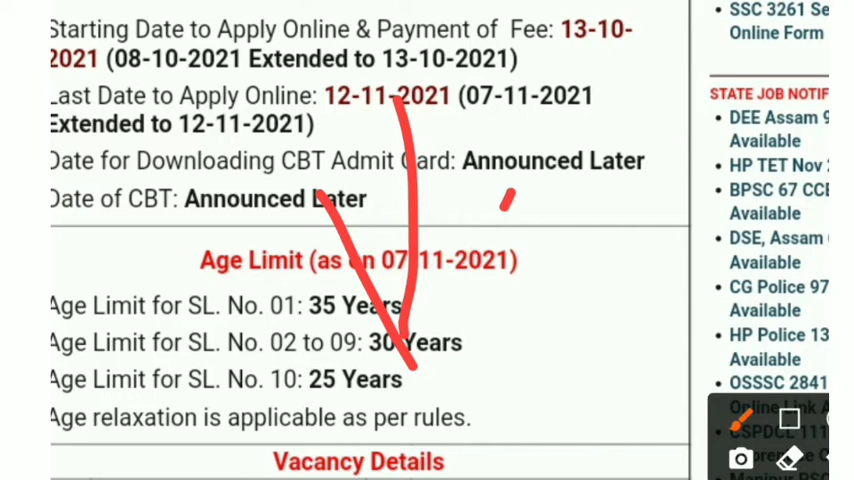 Starting Date to Apply Online & Payment of Fee: 13-10-
2021 (08-10-2021 Extended to 13-10-2021)
Last Date to Apply Online: 12-11-2021 (07-11-2021
Extended to 12-11-2021)
Date for Downloading CBT Admit Card: Announced Later
Date of CBT: Announced Later
Age Limit (as on 07-11-2021)
Age Limit for SL. No. 01: 35 Years
Age Limit for SL. No. 02 to 09: 30 Years
Age Limit for SL. No. 10: 25 Years
Age relaxation is applicable as per rules.
Vacancy Details
SSC 3261 Se
Online Form
STATE JOB NOTIF
DEE Assam 9
Available
HP TET Nov
BPSC 67 CCE
Available
DSE, Assam
Available
CG Police 97
Available
HP Police 13
Available
OSSSC 2841
Online Link A
CSPDCL 111